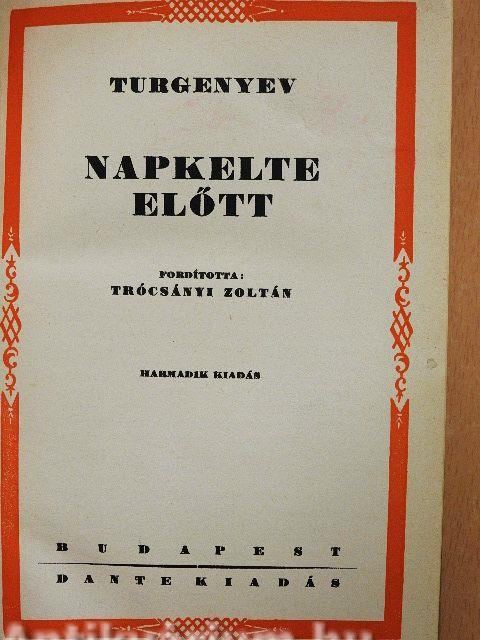 TURGENYEV
NAPKELTE
ELŐTT
FORDÍTOTTA:
TRÓCSÁNYI ZOLTÁN
HARMADIK KIADÁS
BUDAPEST
DANTE KIADÁS